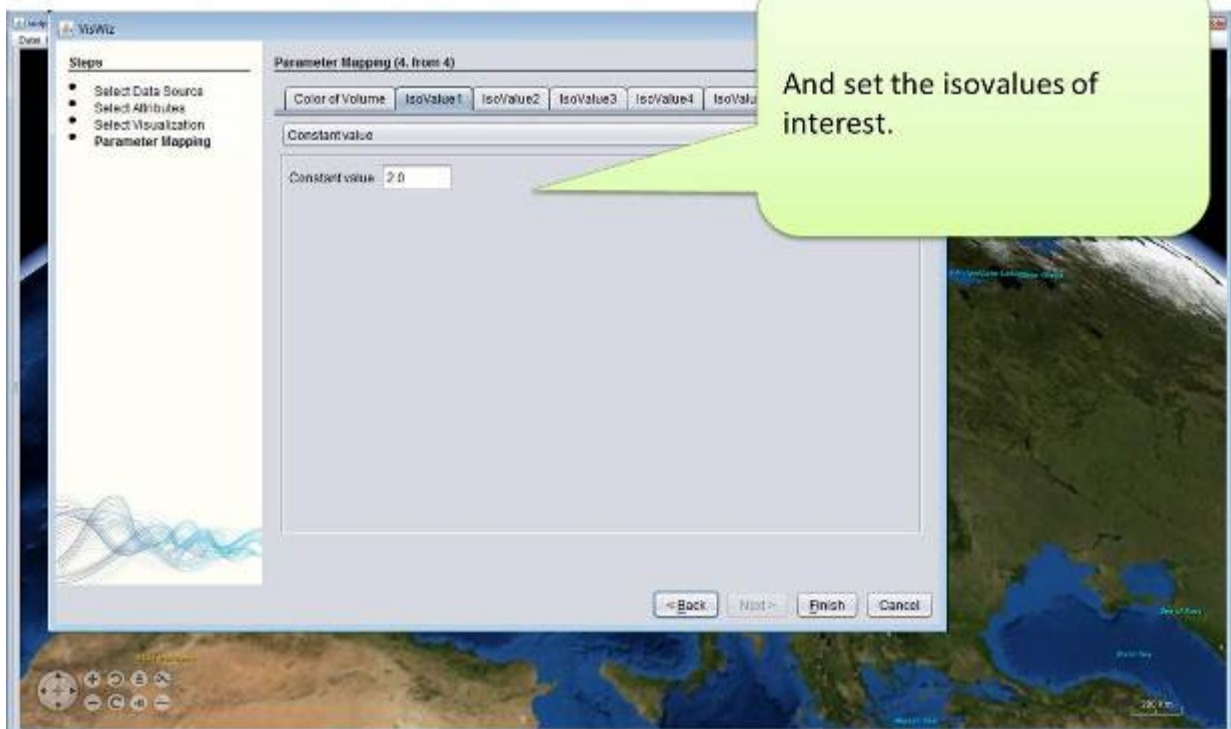 VisWiz
Steps
Select Data Source
Select Attributes
Select Visualization
Parameter Mapping
Parameter Mapping (4. from 4)
Color of Volume
IsoValue1
IsoValue2
IsoValue3
IsoValue4
Constant value
Constant value 2.0
And set the isovalues of
interest.
< Back
Next >
Finish
Cancel